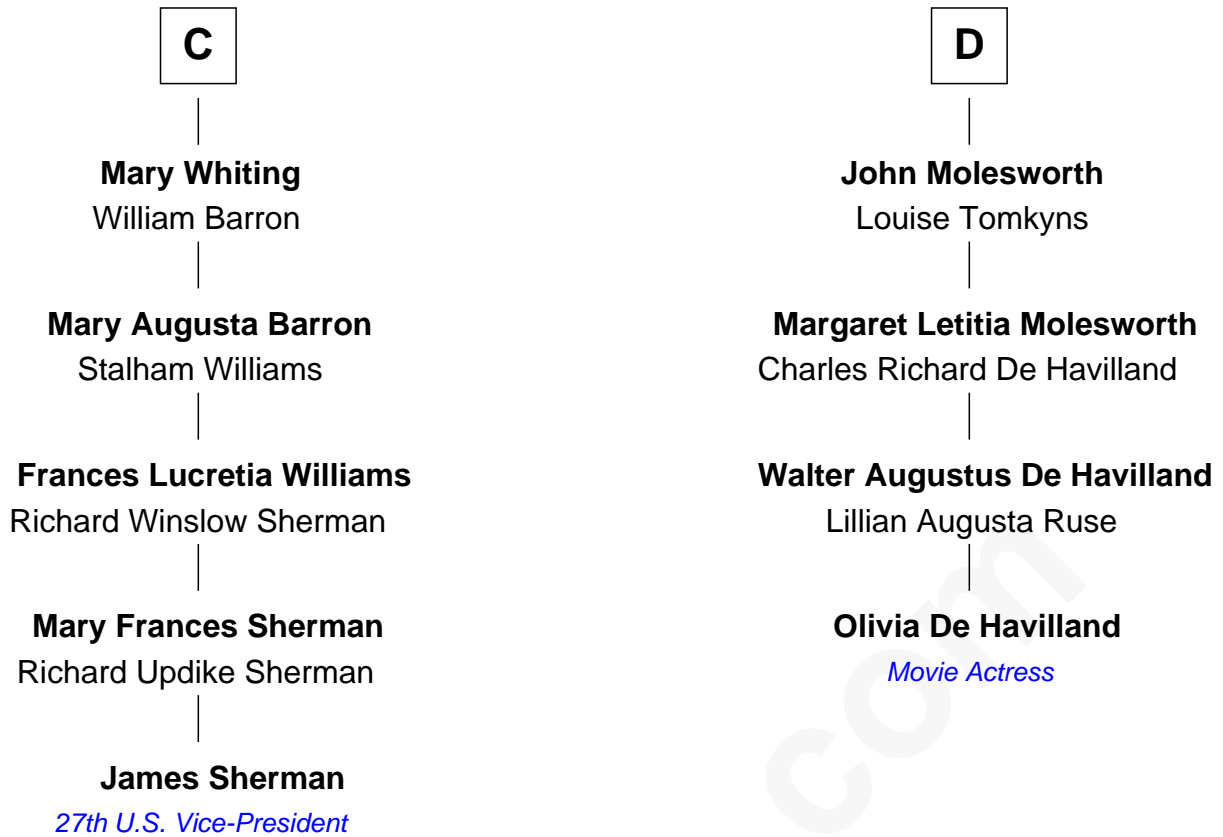 C
Mary Whiting
William Barron
Mary Augusta Barron
Stalham Williams
Frances Lucretia Williams
Richard Winslow Sherman
Mary Frances Sherman
Richard Updike Sherman
James Sherman
27th U.S. Vice-President
D
John Molesworth
Louise Tomkyns
Margaret Letitia Molesworth
Charles Richard De Havilland
Walter Augustus De Havilland
Lillian Augusta Ruse
Olivia De Havilland
Movie Actress
com